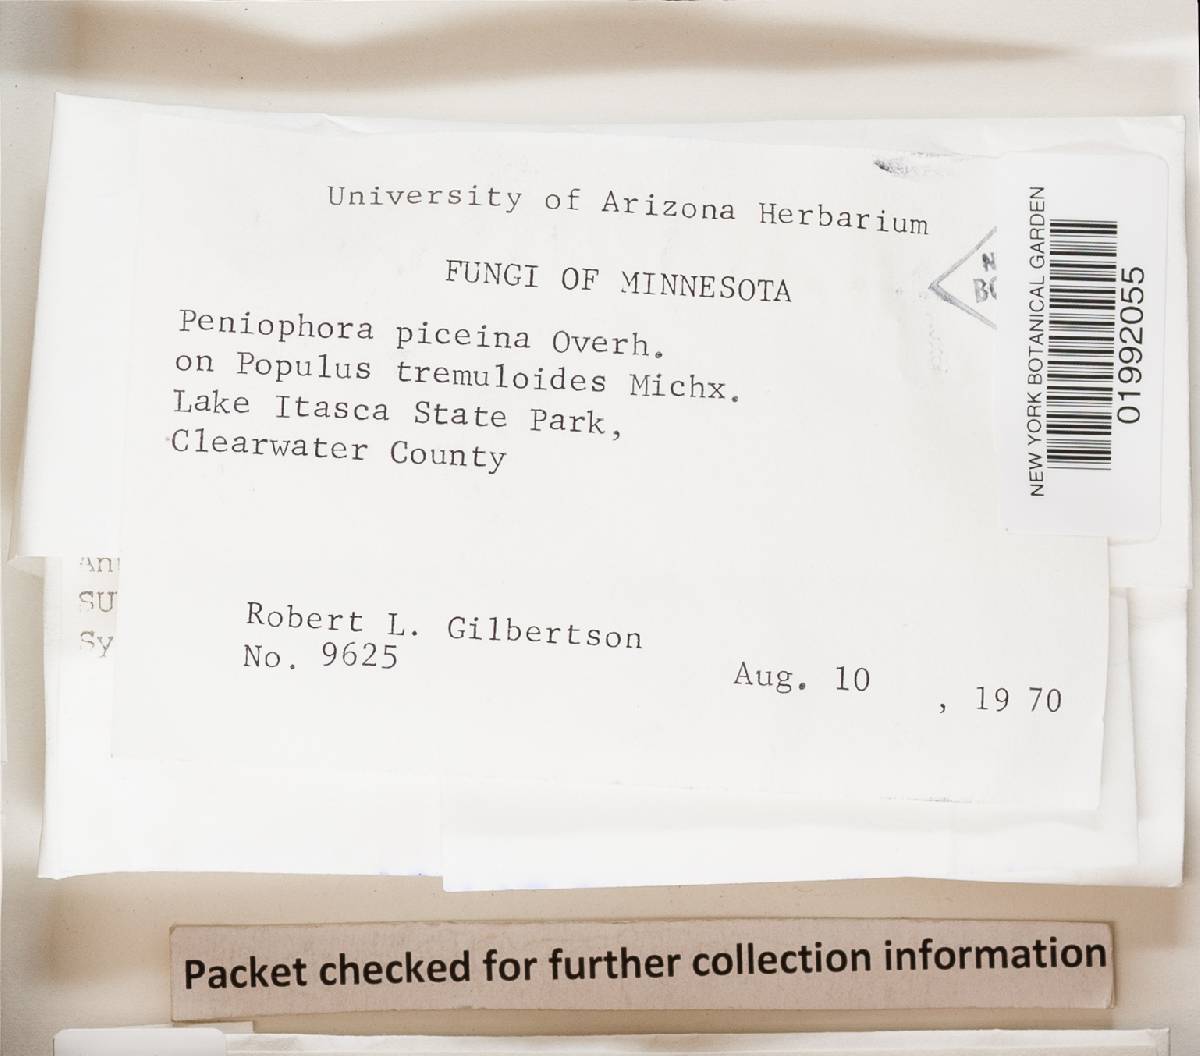 University of Arizona Herbarium
FUNGI OF MINNESOTA
Peniophora piceina Overh.
on Populus tremuloides Michx.
Lake Itasca State Park,
Clearwater County
Robert L. Gilbertson
No. 9625
Aug. 10, 19 70
NEW YORK BOTANICAL GARDEN
01992055
SU
Sy
Packet checked for further collection information